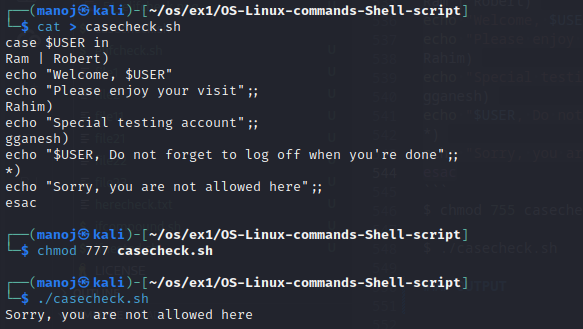 ┌──(manoj㉿kali)-[~/os/ex1/OS-Linux-commands-Shell-script]
└─$ cat > casecheck.sh
case $USER in
Ram | Robert)
echo "Welcome, $USER"
echo "Please enjoy your visit";;
Rahim)
echo "Special testing account";;
gganesh)
echo "$USER, Do not forget to log off when you're done";;
*)
echo "Sorry, you are not allowed here";;
esac
┌──(manoj㉿kali)-[~/os/ex1/OS-Linux-commands-Shell-script]
└─$ chmod 777 casecheck.sh
┌──(manoj㉿kali)-[~/os/ex1/OS-Linux-commands-Shell-script]
└─$ ./casecheck.sh
Sorry, you are not allowed here